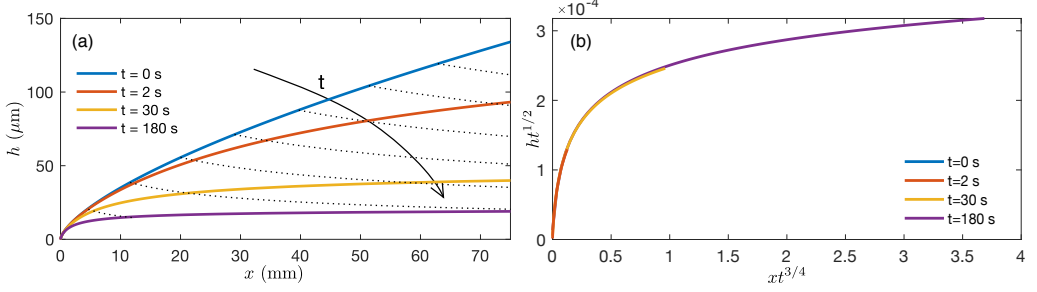 150
100
50
0
h (μm)
(a)
t = 0 s
t = 2 s
t = 30 s
t = 180 s
t
0 10 20 30 40 50 60 70
x (mm)
×10⁻⁴
3
2
1
0
ht^{1/2}
(b)
t=0 s
t=2 s
t=30 s
t=180 s
0 0.5 1 1.5 2 2.5 3 3.5 4
xt^{3/4}